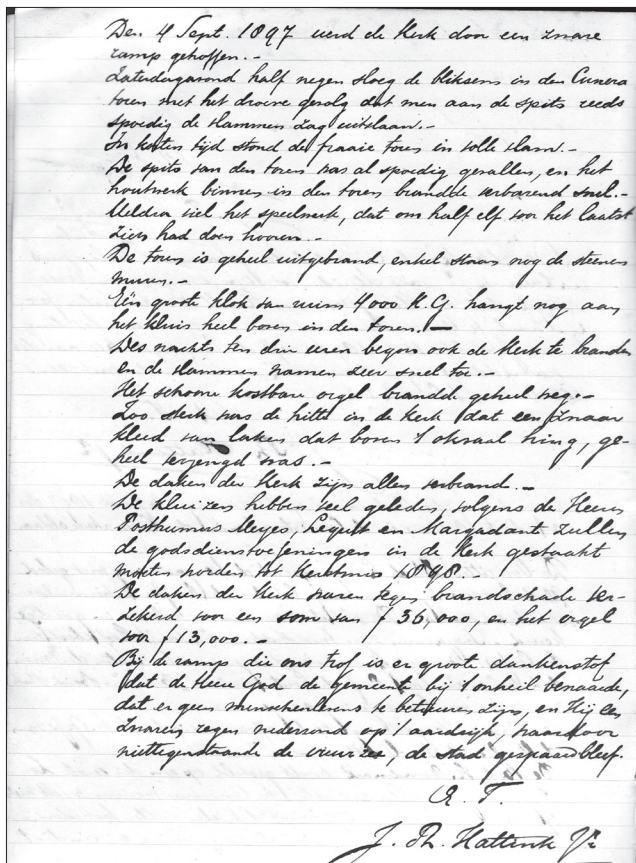 Den 4 Sept. 1897 werd de Kerk door een zware
ramp getroffen.-
Zaterdagavond half negen sloeg de bliksem in den Cunera
toren met het droeve gevolg dat men aan de spits reeds
spoedig de vlammen zag uitslaan.-
In korten tijd stond de fraaie toren in volle vlam.-
De spits van den toren was al spoedig gevallen, en het
houtwerk binnen in den toren brandde verbazend snel.-
Weldra viel het speelwerk, dat om half elf voor het laatst
zich had doen hooren.-
De toren is geheel uitgebrand, enkel staan nog de steenen
muren.-
Eén groote klok van ruim 4000 K.G. hangt nog aan
het kluis heel boven in den toren.-
Des nachts ten drie uren begon ook de Kerk te branden
en de vlammen namen zeer snel toe.-
Het schoone kostbare orgel brandde geheel weg.-
Zoo sterk was de hitte in de Kerk dat een zwaar
kleed van laken dat boven 't oksaal hing, ge-
heel verzengd was.-
De daken der Kerk zijn allen verbrand.-
De kluizen hebben veel geleden, volgens de Heeren
Posthumus Meyes, en Margadant zullen
de godsdienstoefeningen in de Kerk gestaakt
moeten worden tot Kerstmis 1898.-
De daken der Kerk waren tegen brandschade ver-
zekerd voor een som van f 36,000, en het orgel
voor f 13,000.-
Bij de ramp die ons trof is er groote dankenstof
dat de Heere God de gemeente bij 't onheil benaarde,
dat er geen menschenlevens te betreuren zijn, en Hij een
zwaren regen nederzond op 't aardrijk, waardoor
niettegenstaande de vuurzee, de stad gespaard bleef.
J. Th. Hattink